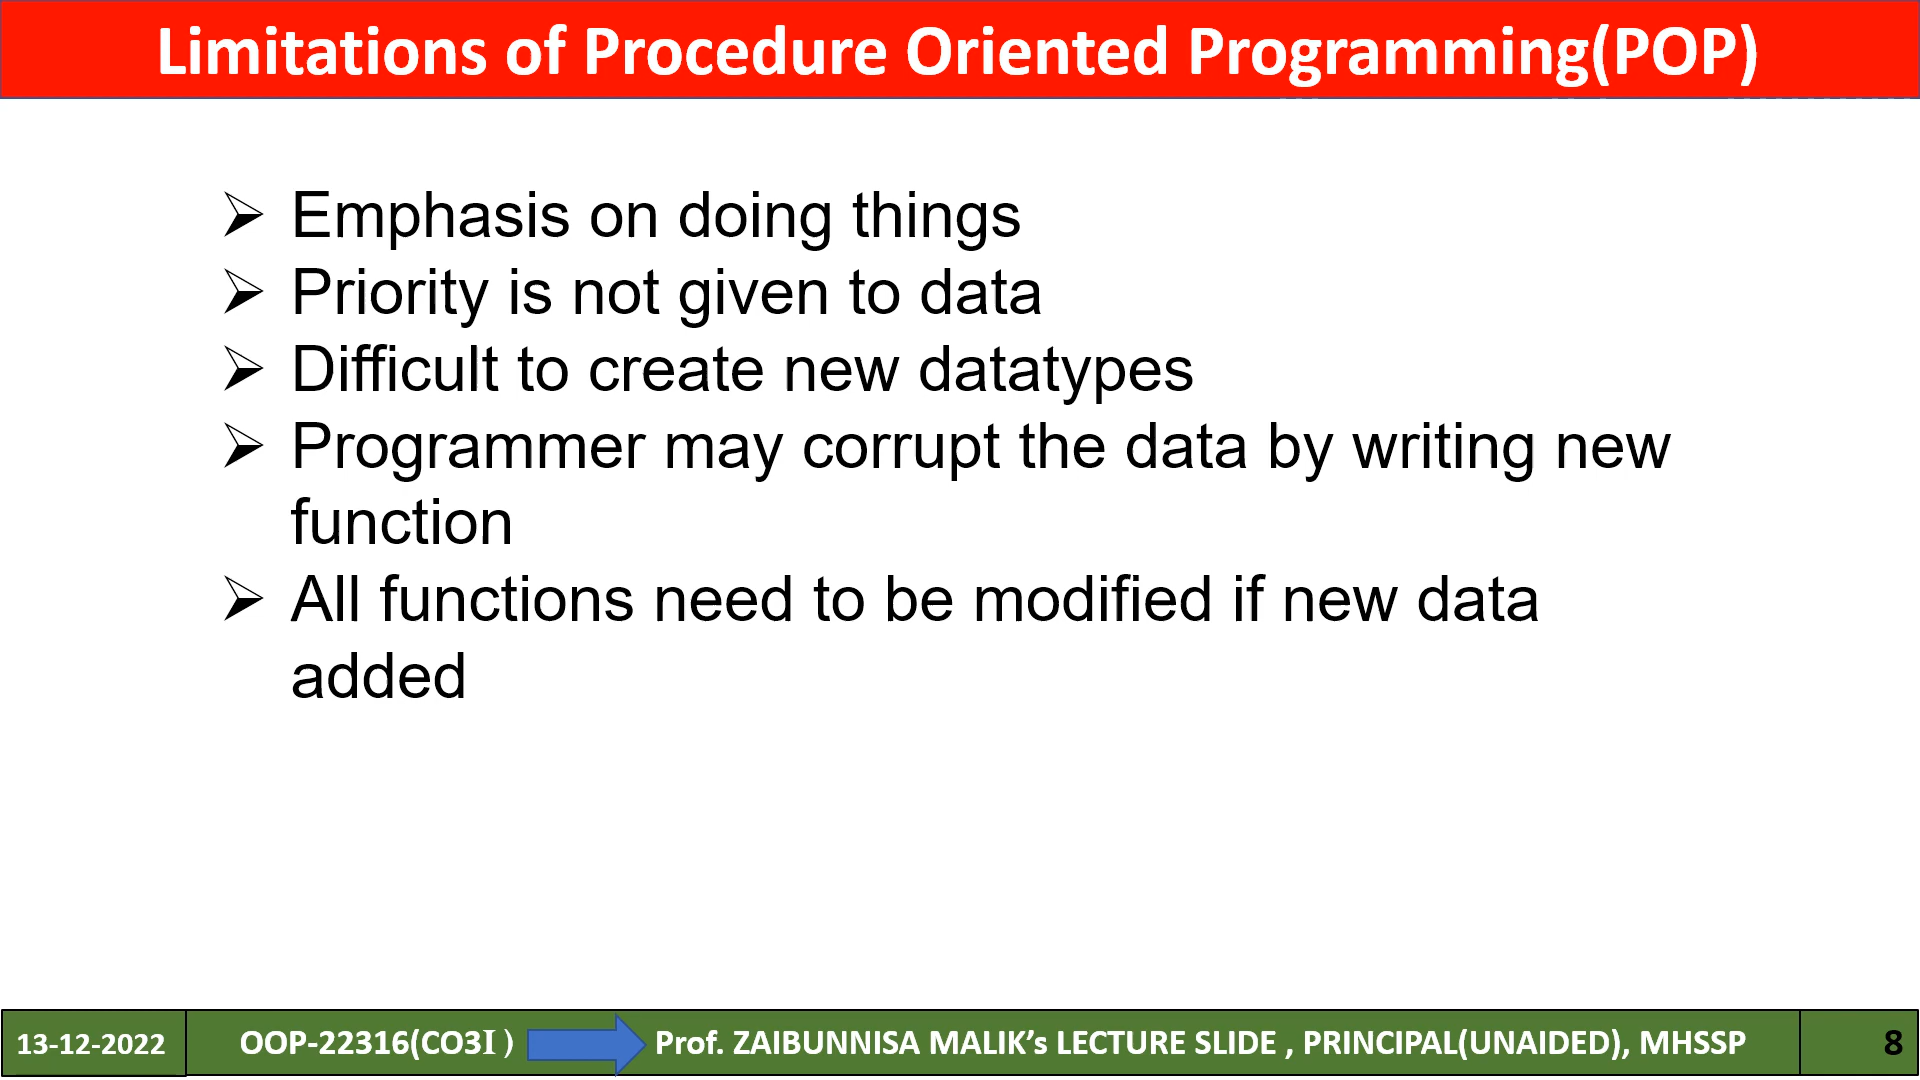 Limitations of Procedure Oriented Programming(POP)
➢ Emphasis on doing things
➢ Priority is not given to data
➢ Difficult to create new datatypes
➢ Programmer may corrupt the data by writing new
function
➢ All functions need to be modified if new data
added
13-12-2022
OOP-22316(CO3I )
Prof. ZAIBUNNISA MALIK’s LECTURE SLIDE , PRINCIPAL(UNAIDED), MHSSP
8